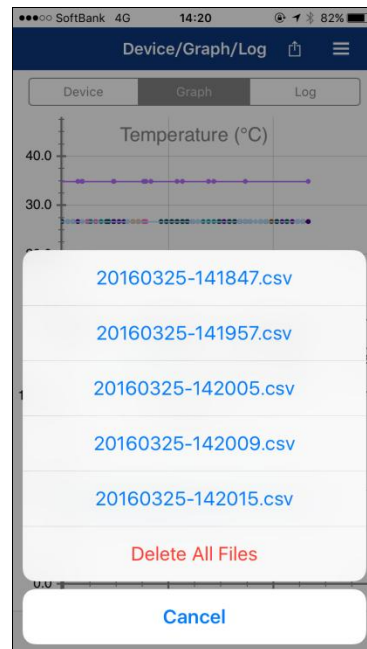 SoftBank 4G 14:20 82%
Device/Graph/Log
Device Graph Log
Temperature (°C)
40.0
30.0
20160325-141847.csv
20160325-141957.csv
20160325-142005.csv
20160325-142009.csv
20160325-142015.csv
Delete All Files
0.0
Cancel